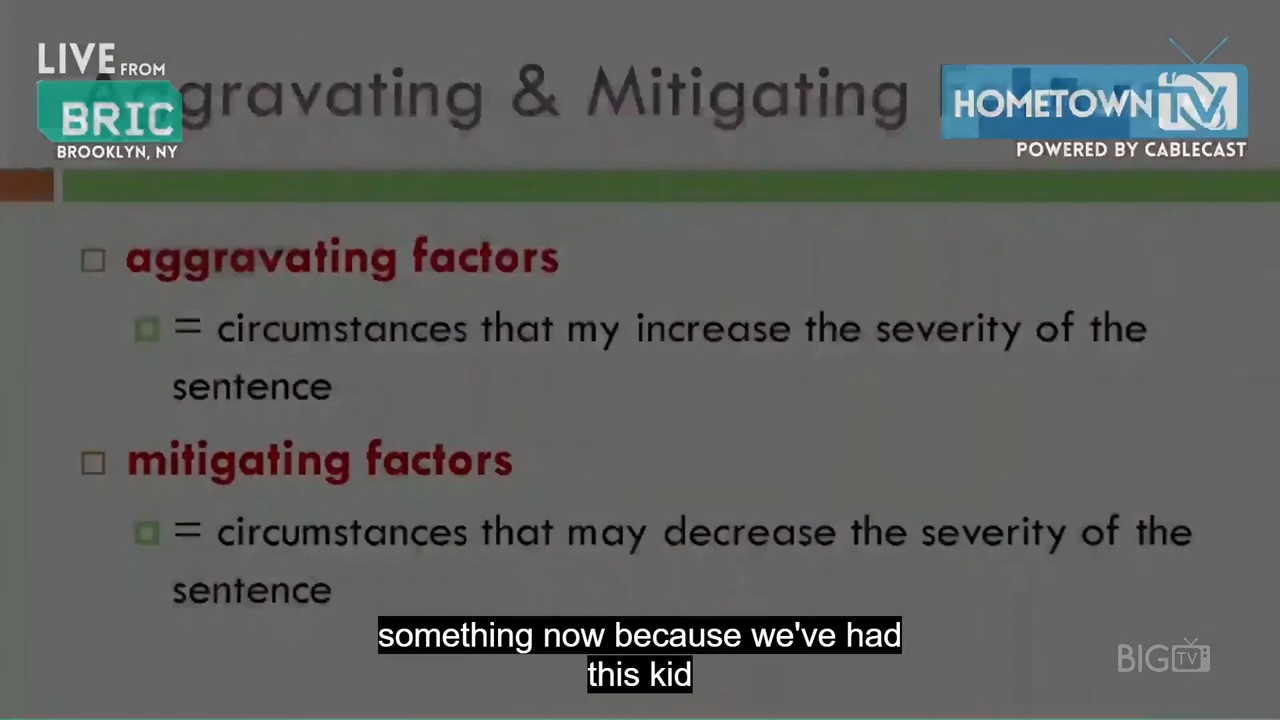 LIVE FROM
BRIC
BROOKLYN, NY
Aggravating & Mitigating
HOMETOWN TV
POWERED BY CABLECAST
aggravating factors
= circumstances that my increase the severity of the
sentence
mitigating factors
= circumstances that may decrease the severity of the
sentence
something now because we've had
this kid
BIG TV